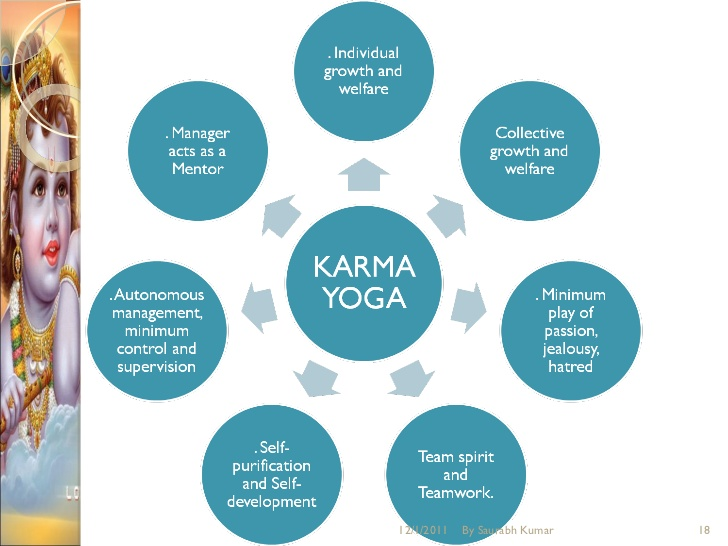 . Individual
growth and
welfare
Collective
growth and
welfare
. Minimum
play of
passion,
jealousy,
hatred
Team spirit
and
Teamwork.
. Self-
purification
and Self-
development
. Autonomous
management,
minimum
control and
supervision
. Manager
acts as a
Mentor
KARMA
YOGA
12/1/2011 By Saurabh Kumar
18